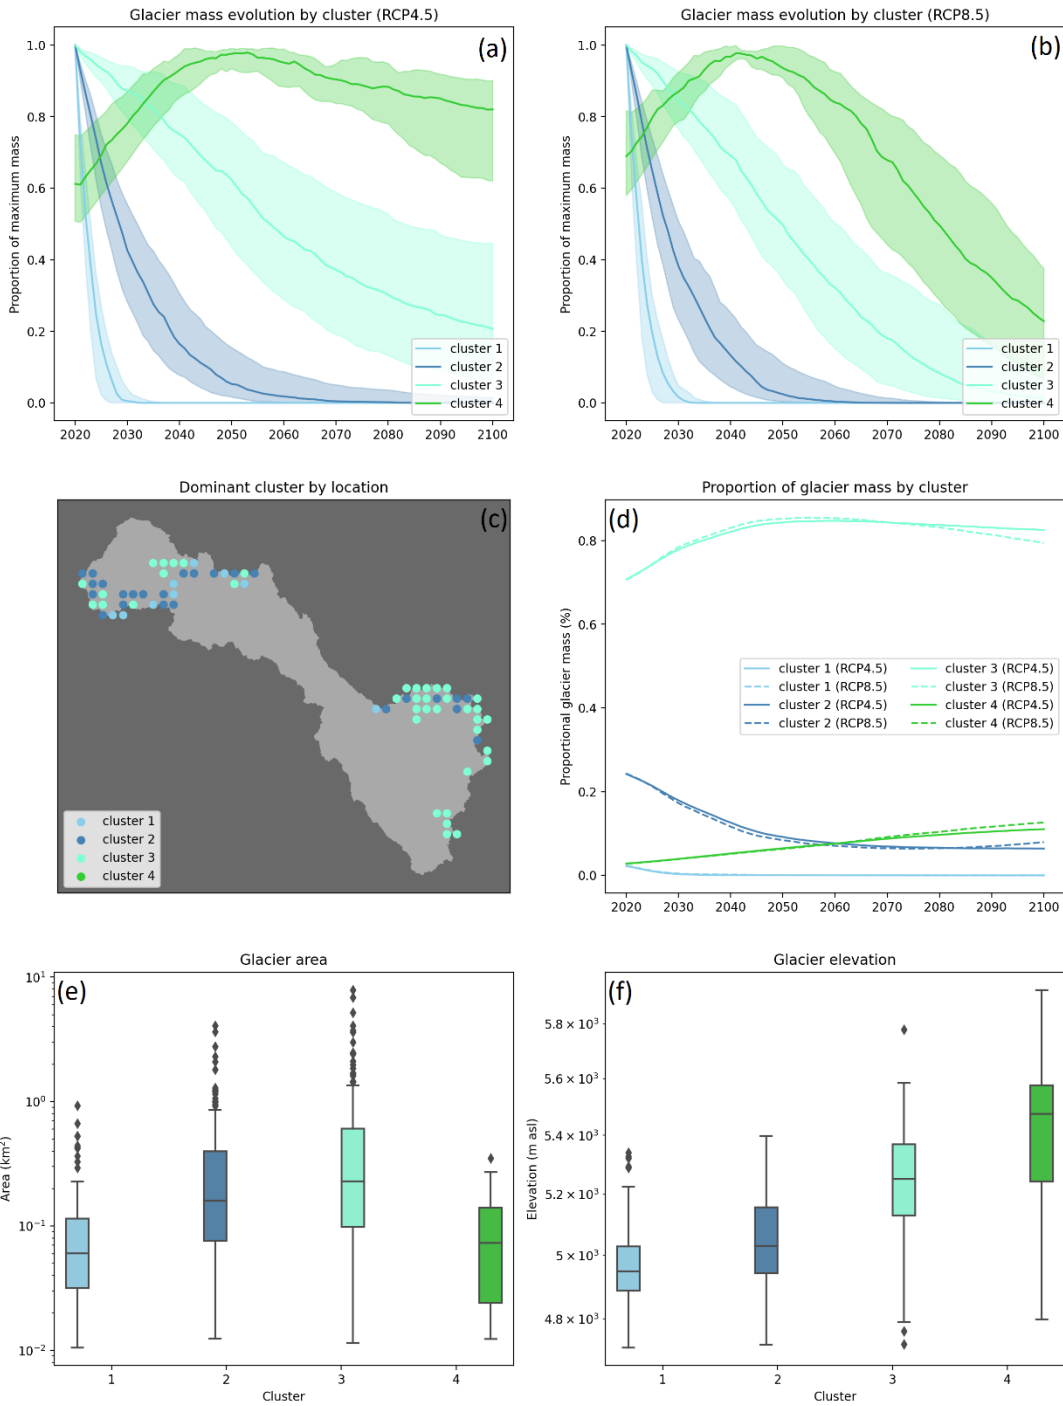 Glacier mass evolution by cluster (RCP4.5)
(a)
Proportion of maximum mass
1.0
0.8
0.6
0.4
0.2
0.0
cluster 1
cluster 2
cluster 3
cluster 4
2020 2030 2040 2050 2060 2070 2080 2090 2100
Glacier mass evolution by cluster (RCP8.5)
(b)
Proportion of maximum mass
1.0
0.8
0.6
0.4
0.2
0.0
cluster 1
cluster 2
cluster 3
cluster 4
2020 2030 2040 2050 2060 2070 2080 2090 2100
Dominant cluster by location
(c)
cluster 1
cluster 2
cluster 3
cluster 4
Proportion of glacier mass by cluster
(d)
Proportional glacier mass (%)
0.8
0.6
0.4
0.2
0.0
cluster 1 (RCP4.5)
cluster 1 (RCP8.5)
cluster 2 (RCP4.5)
cluster 2 (RCP8.5)
cluster 3 (RCP4.5)
cluster 3 (RCP8.5)
cluster 4 (RCP4.5)
cluster 4 (RCP8.5)
2020 2030 2040 2050 2060 2070 2080 2090 2100
Glacier area
(e)
Area (km²)
10¹
10⁰
10⁻¹
10⁻²
1 2 3 4
Cluster
Glacier elevation
(f)
Elevation (m asl)
5.8 × 10³
5.6 × 10³
5.4 × 10³
5.2 × 10³
5 × 10³
4.8 × 10³
1 2 3 4
Cluster